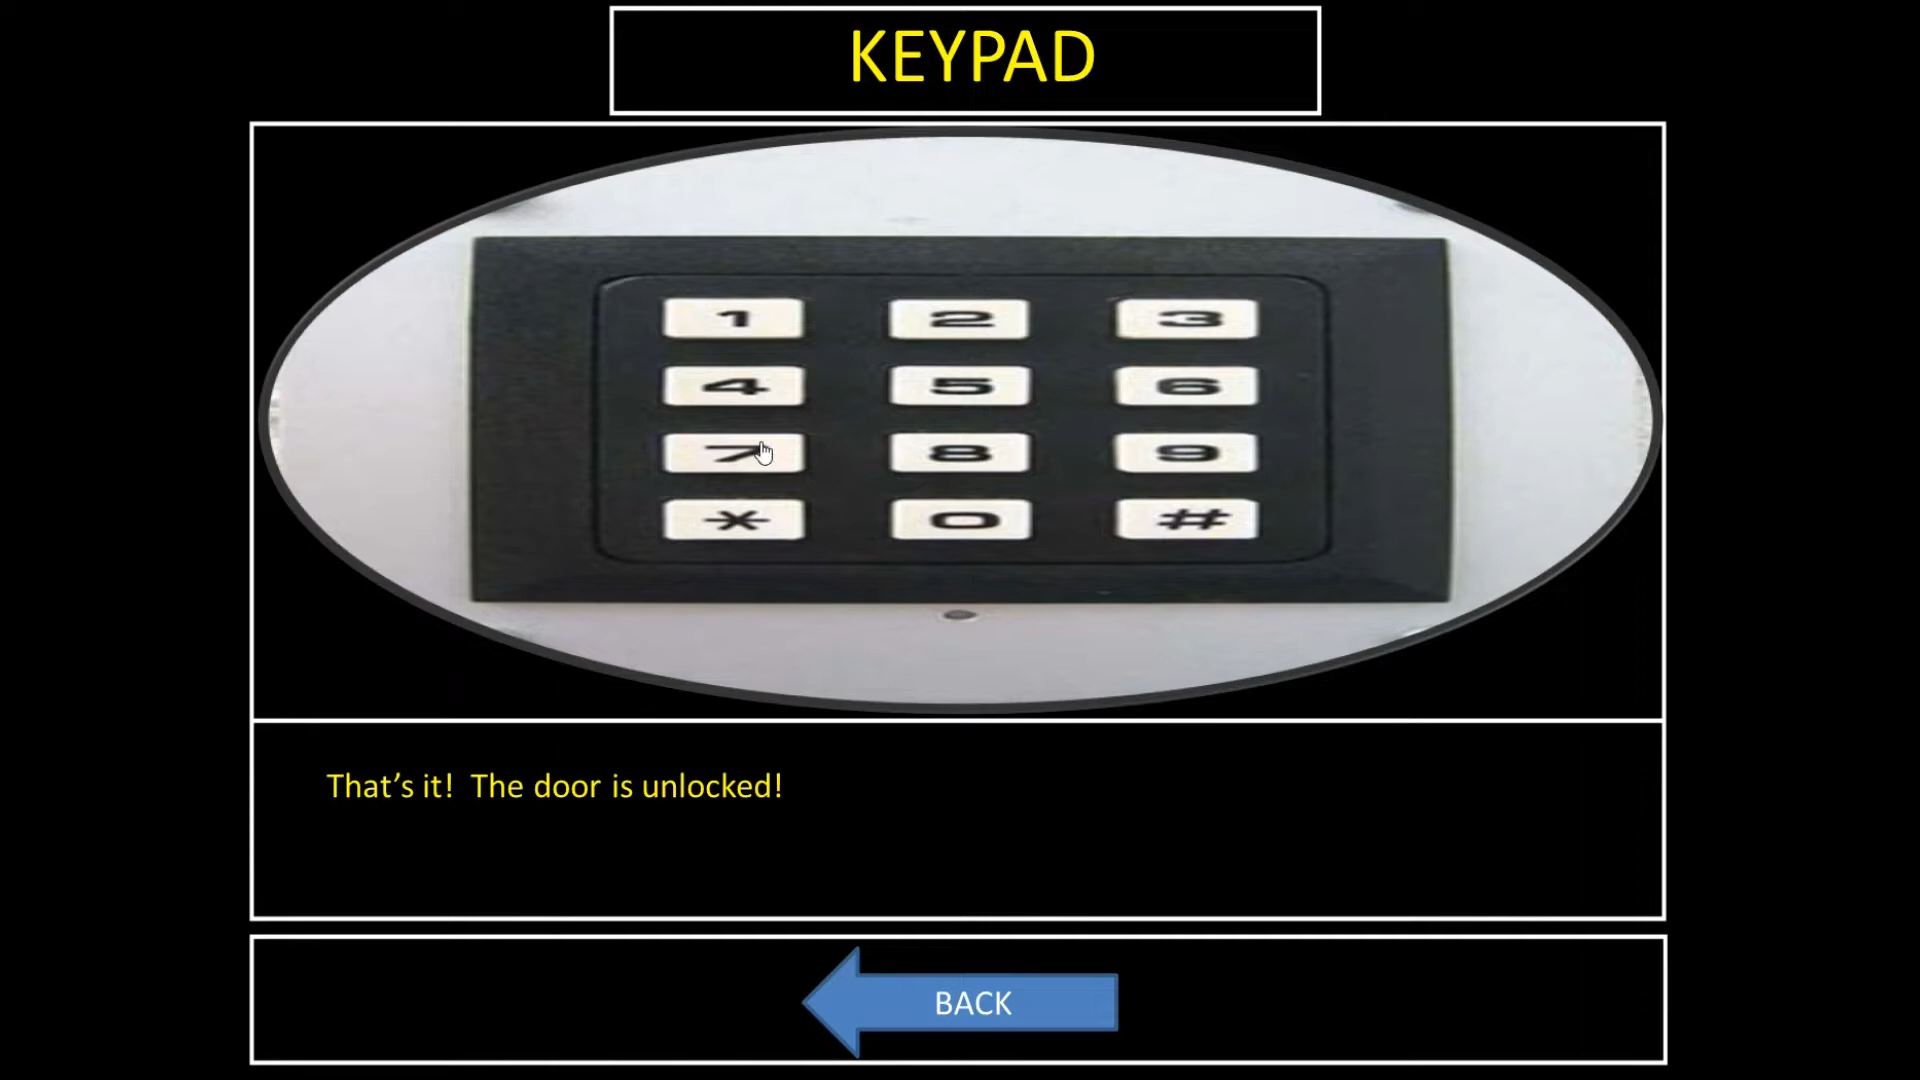 KEYPAD
1 2 3
4 5 6
7 8 9
* 0 #
That’s it! The door is unlocked!
BACK